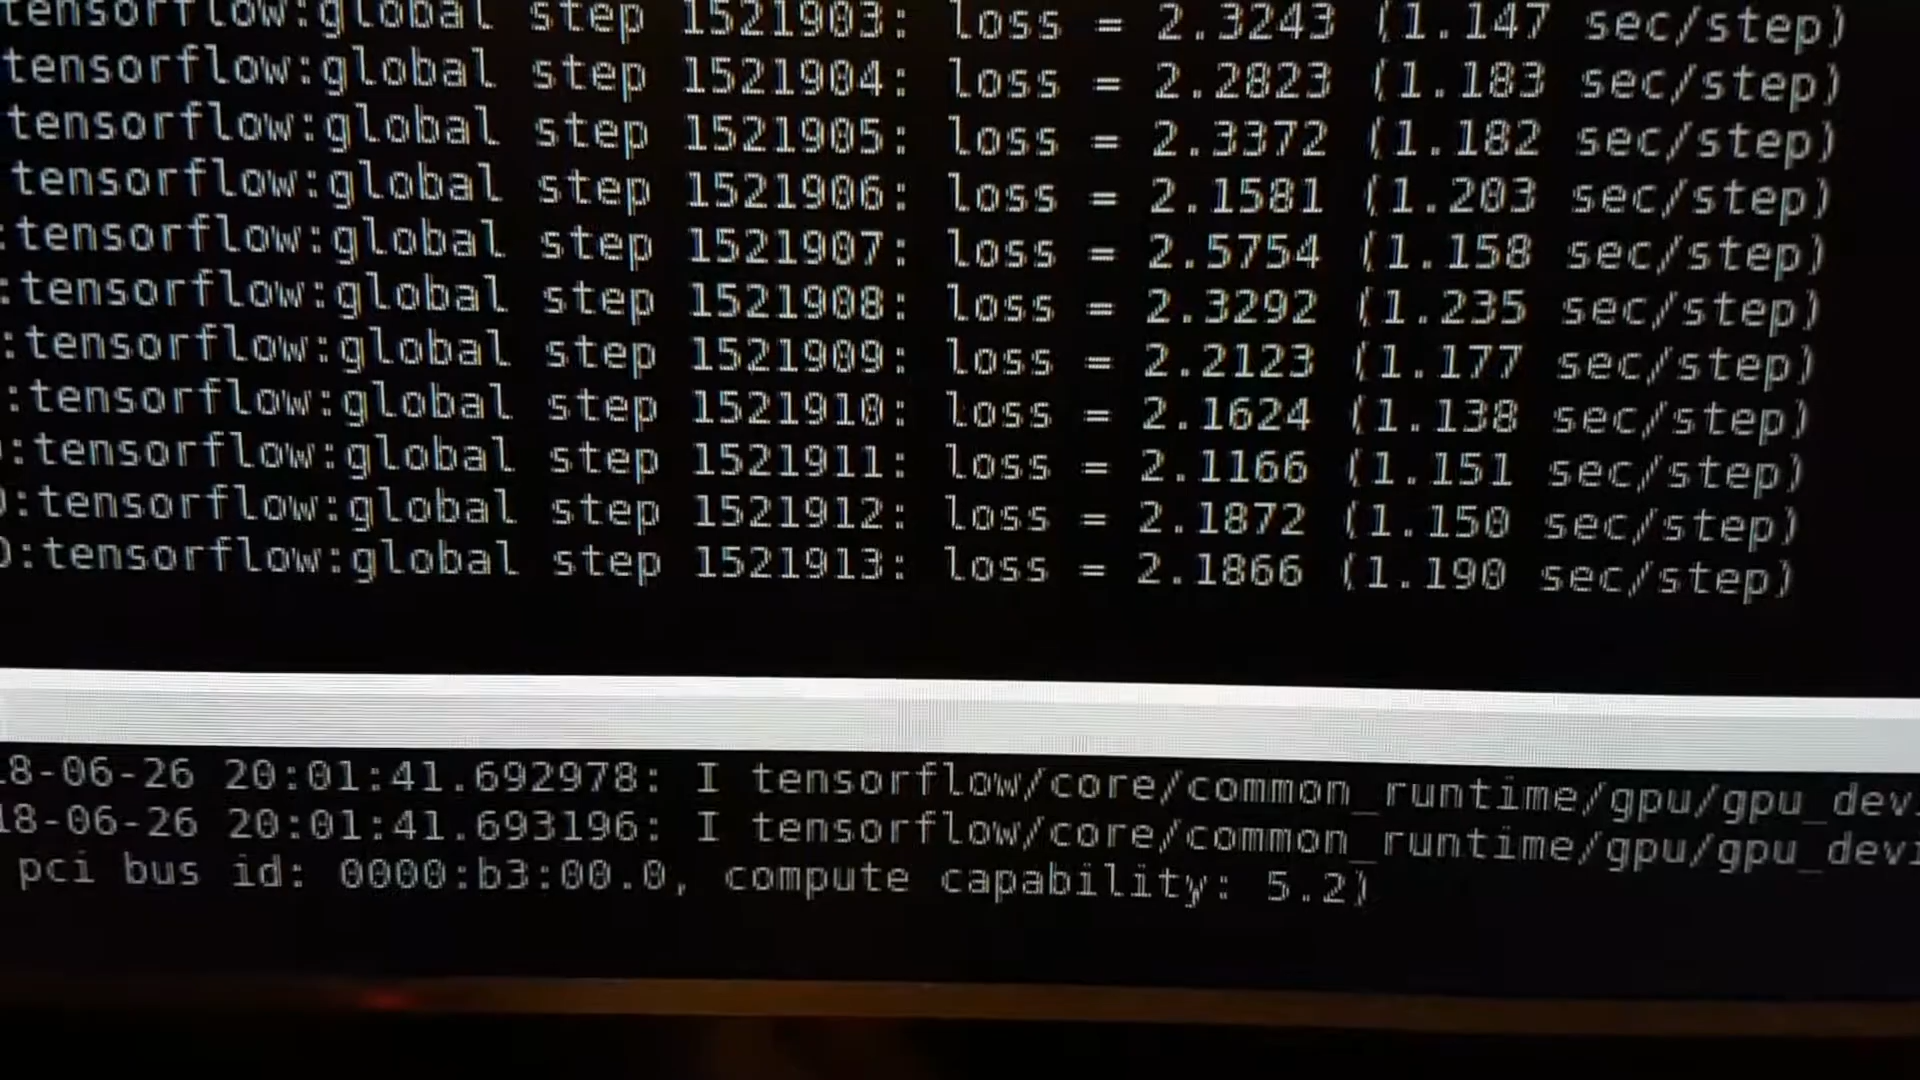 tensorflow:global step 1521903: loss = 2.3243 (1.147 sec/step)
tensorflow:global step 1521904: loss = 2.2823 (1.183 sec/step)
tensorflow:global step 1521905: loss = 2.3372 (1.182 sec/step)
tensorflow:global step 1521906: loss = 2.1581 (1.203 sec/step)
:tensorflow:global step 1521907: loss = 2.5754 (1.158 sec/step)
:tensorflow:global step 1521908: loss = 2.3292 (1.235 sec/step)
:tensorflow:global step 1521909: loss = 2.2123 (1.177 sec/step)
:tensorflow:global step 1521910: loss = 2.1624 (1.138 sec/step)
:tensorflow:global step 1521911: loss = 2.1166 (1.151 sec/step)
:tensorflow:global step 1521912: loss = 2.1872 (1.150 sec/step)
:tensorflow:global step 1521913: loss = 2.1866 (1.190 sec/step)
18-06-26 20:01:41.692978: I tensorflow/core/common_runtime/gpu/gpu_dev
18-06-26 20:01:41.693196: I tensorflow/core/common_runtime/gpu/gpu_devi
pci bus id: 0000:b3:00.0, compute capability: 5.2)